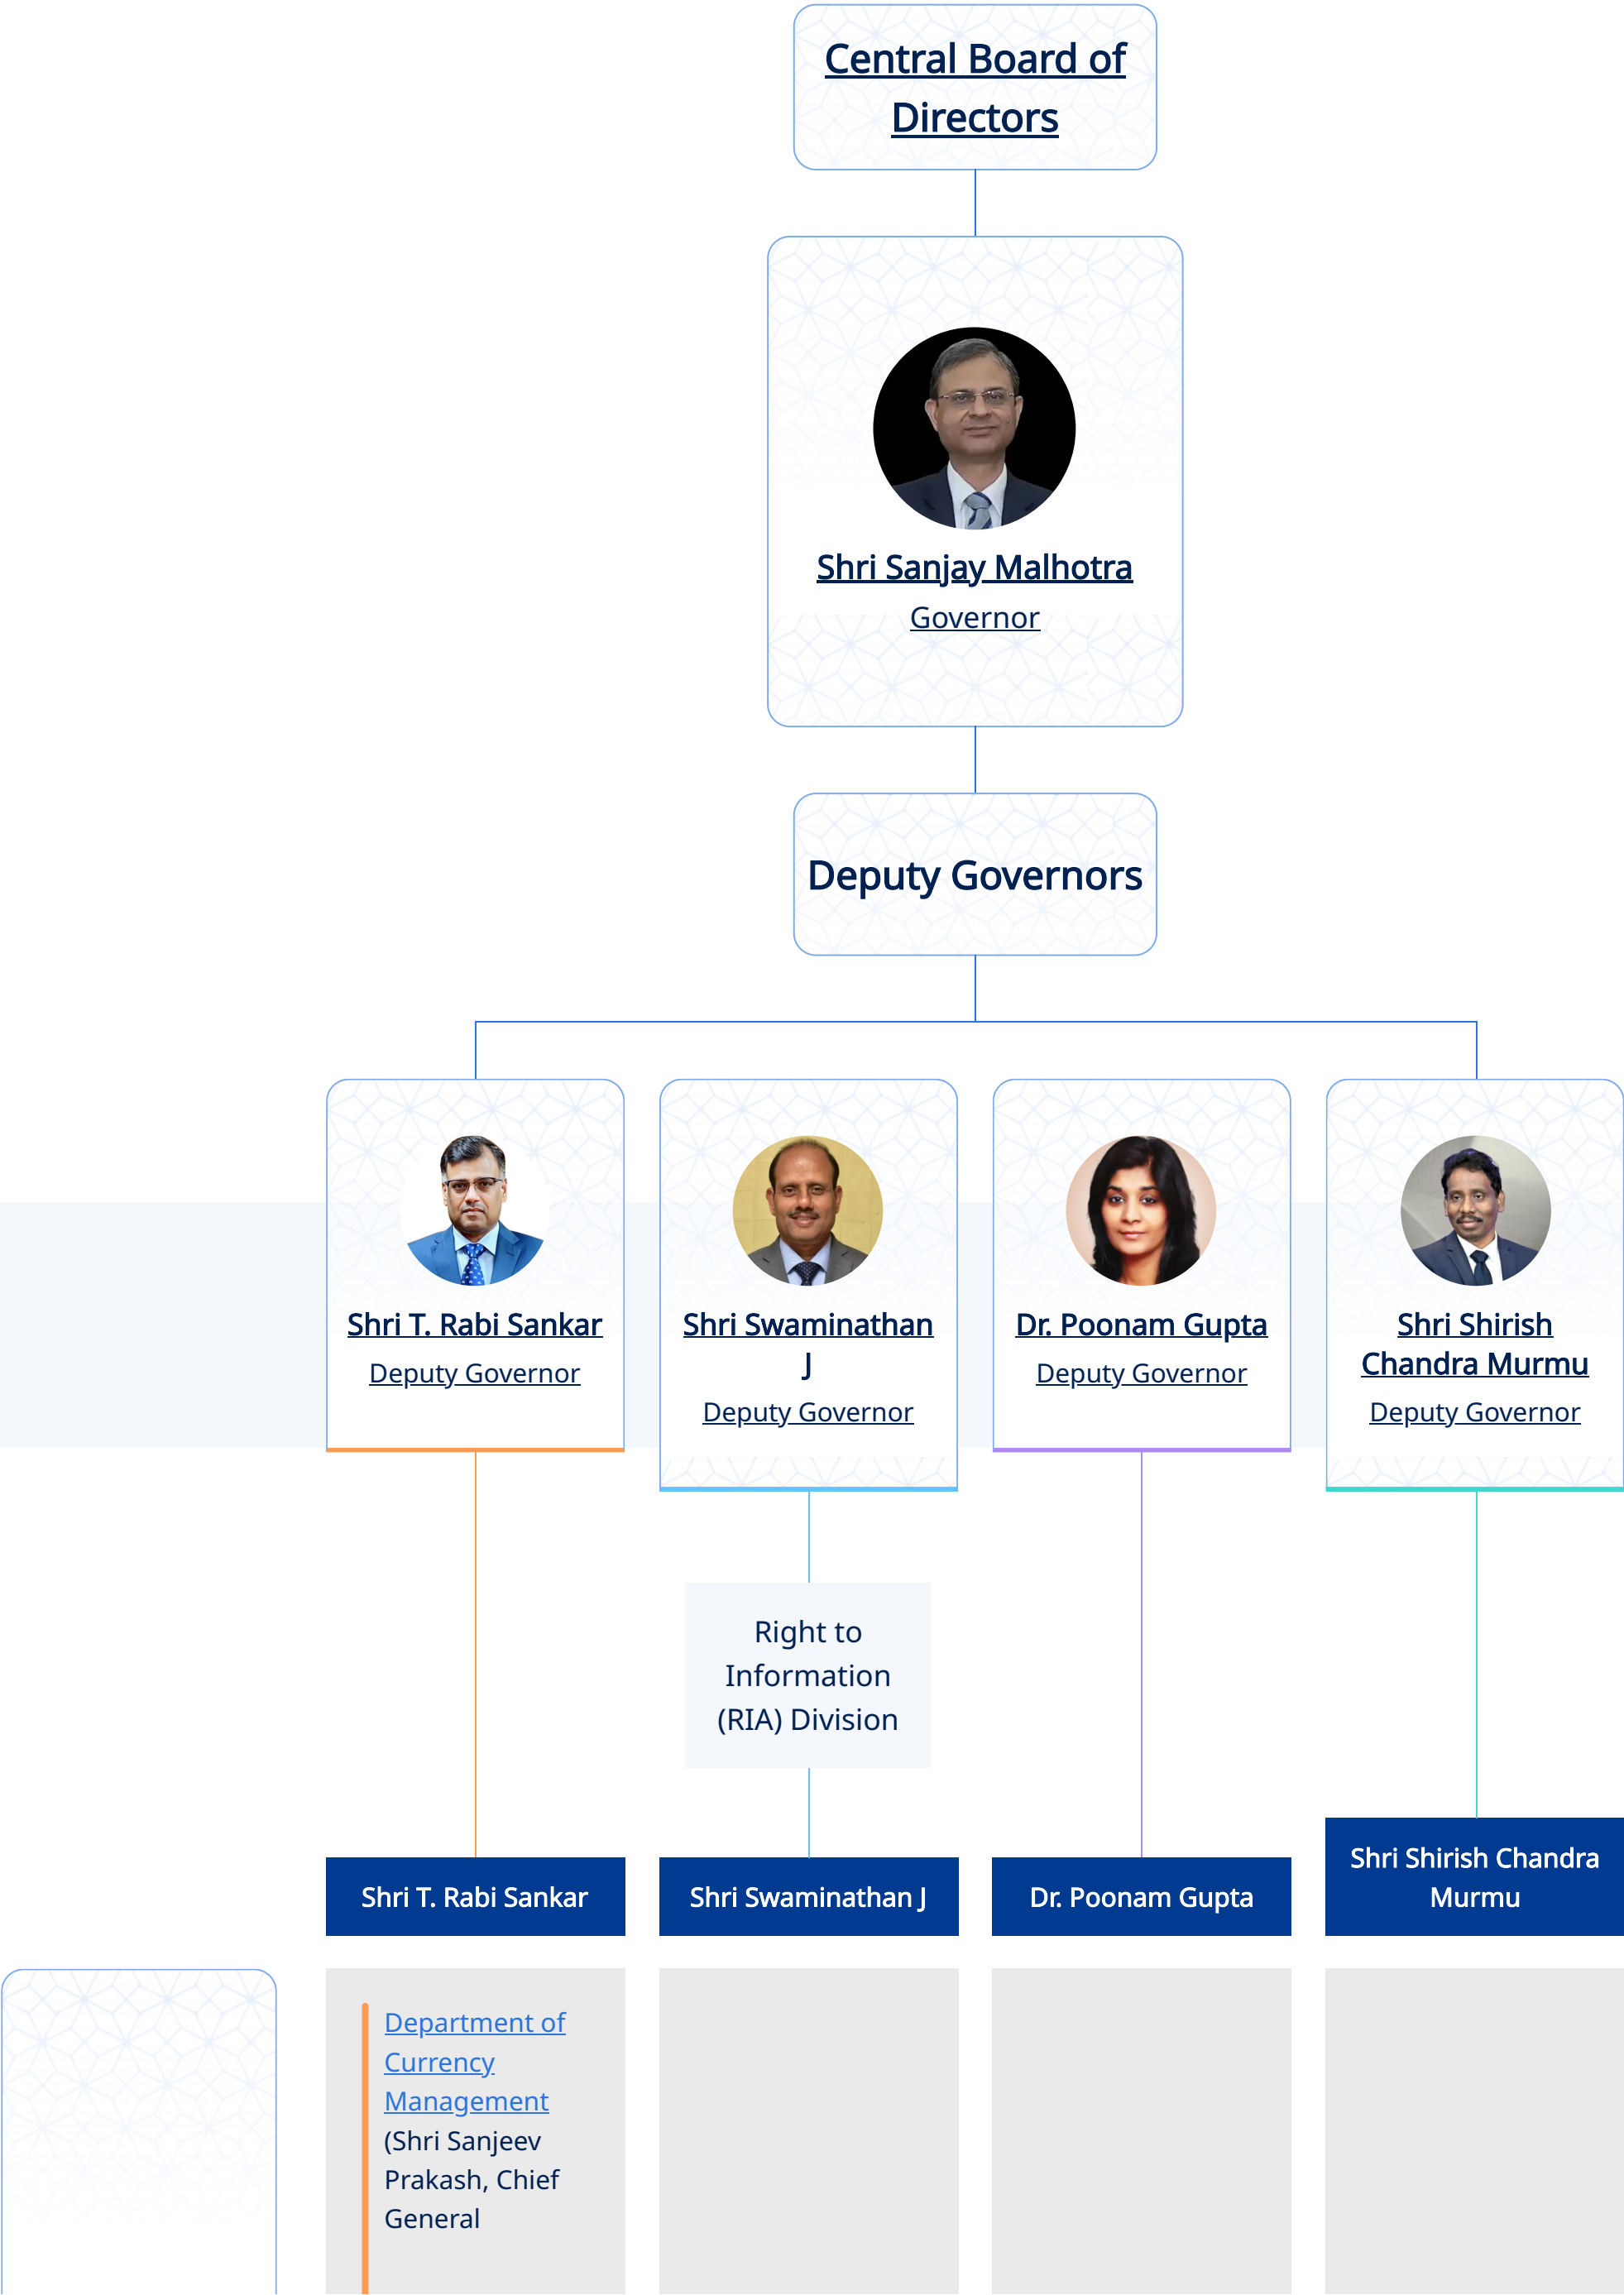 Central Board of
Directors
Shri Sanjay Malhotra
Governor
Deputy Governors
Shri T. Rabi Sankar
Deputy Governor
Shri Swaminathan
J
Deputy Governor
Dr. Poonam Gupta
Deputy Governor
Shri Shirish
Chandra Murmu
Deputy Governor
Right to
Information
(RIA) Division
Shri T. Rabi Sankar
Shri Swaminathan J
Dr. Poonam Gupta
Shri Shirish Chandra
Murmu
Department of
Currency
Management
(Shri Sanjeev
Prakash, Chief
General